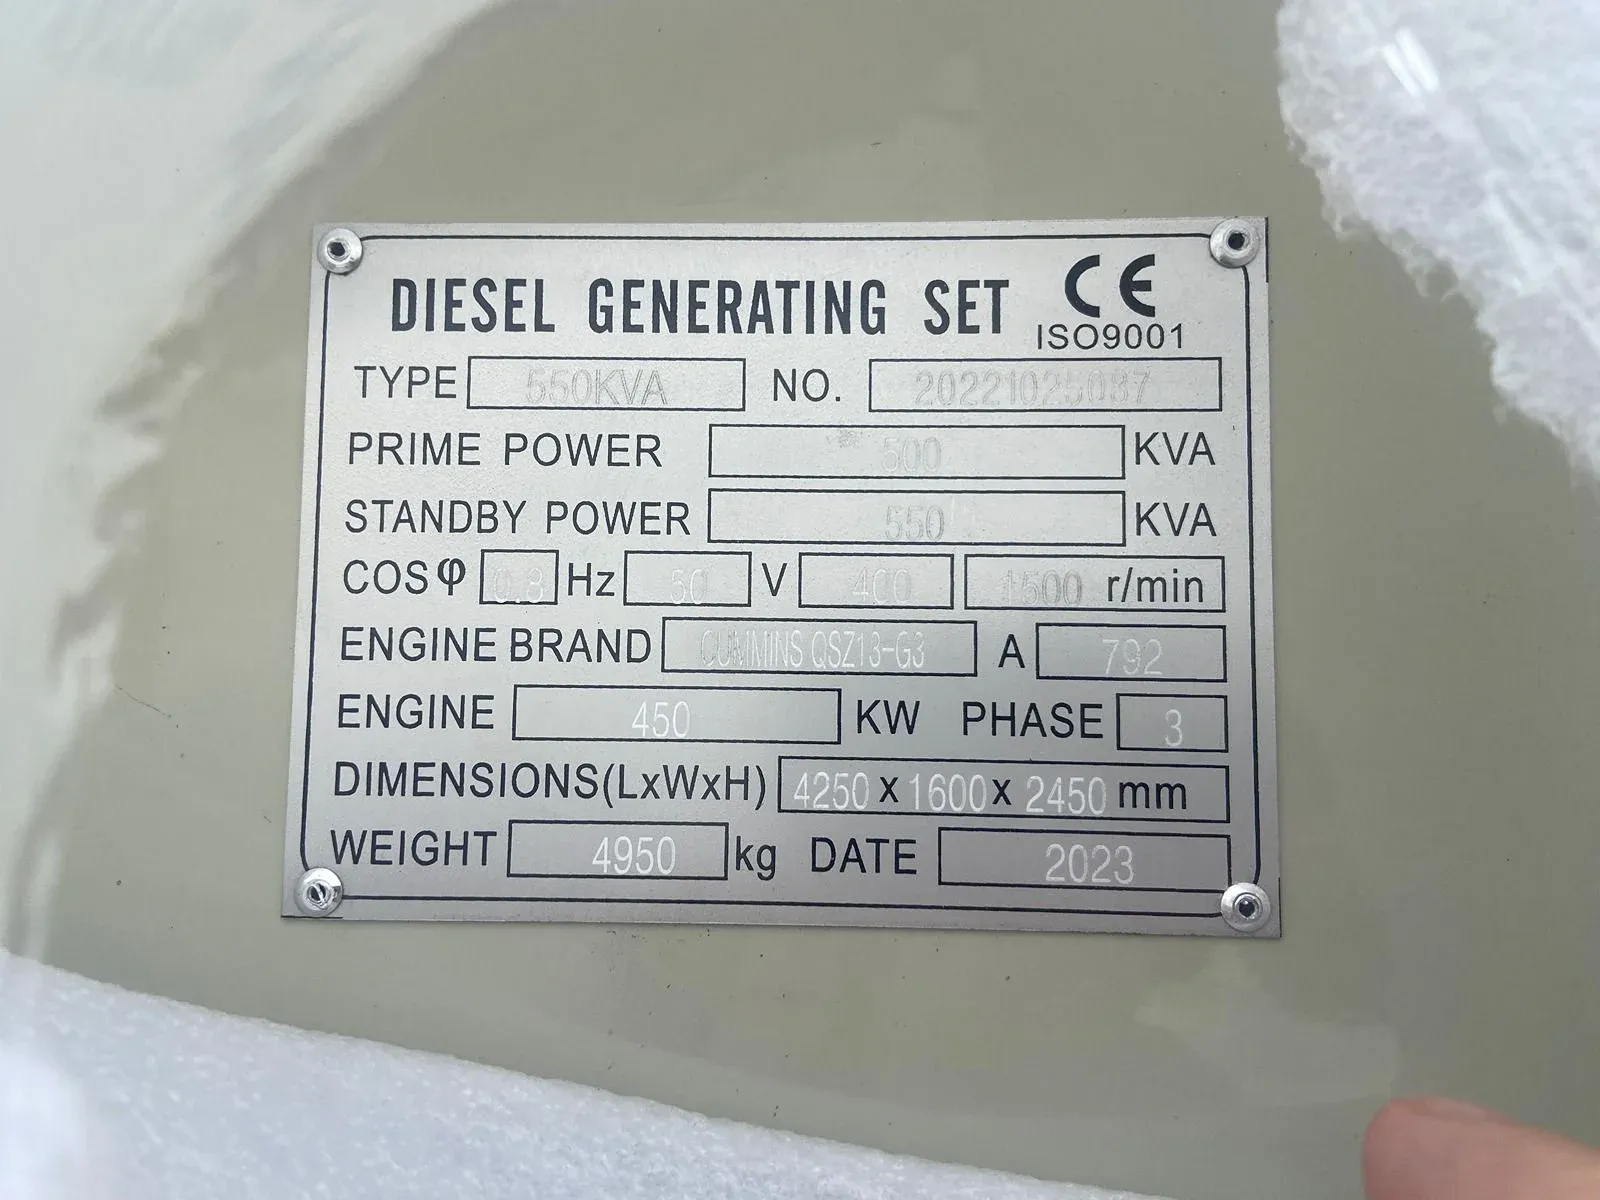 DIESEL GENERATING SET CE
ISO9001
TYPE 550KVA NO. 20221025087
PRIME POWER 500 KVA
STANDBY POWER 550 KVA
COSφ 0.8 Hz 50 V 400 1500 r/min
ENGINE BRAND CUMMINS QSZ13-G3 A 792
ENGINE 450 KW PHASE 3
DIMENSIONS(LxWxH) 4250 x 1600 x 2450 mm
WEIGHT 4950 kg DATE 2023